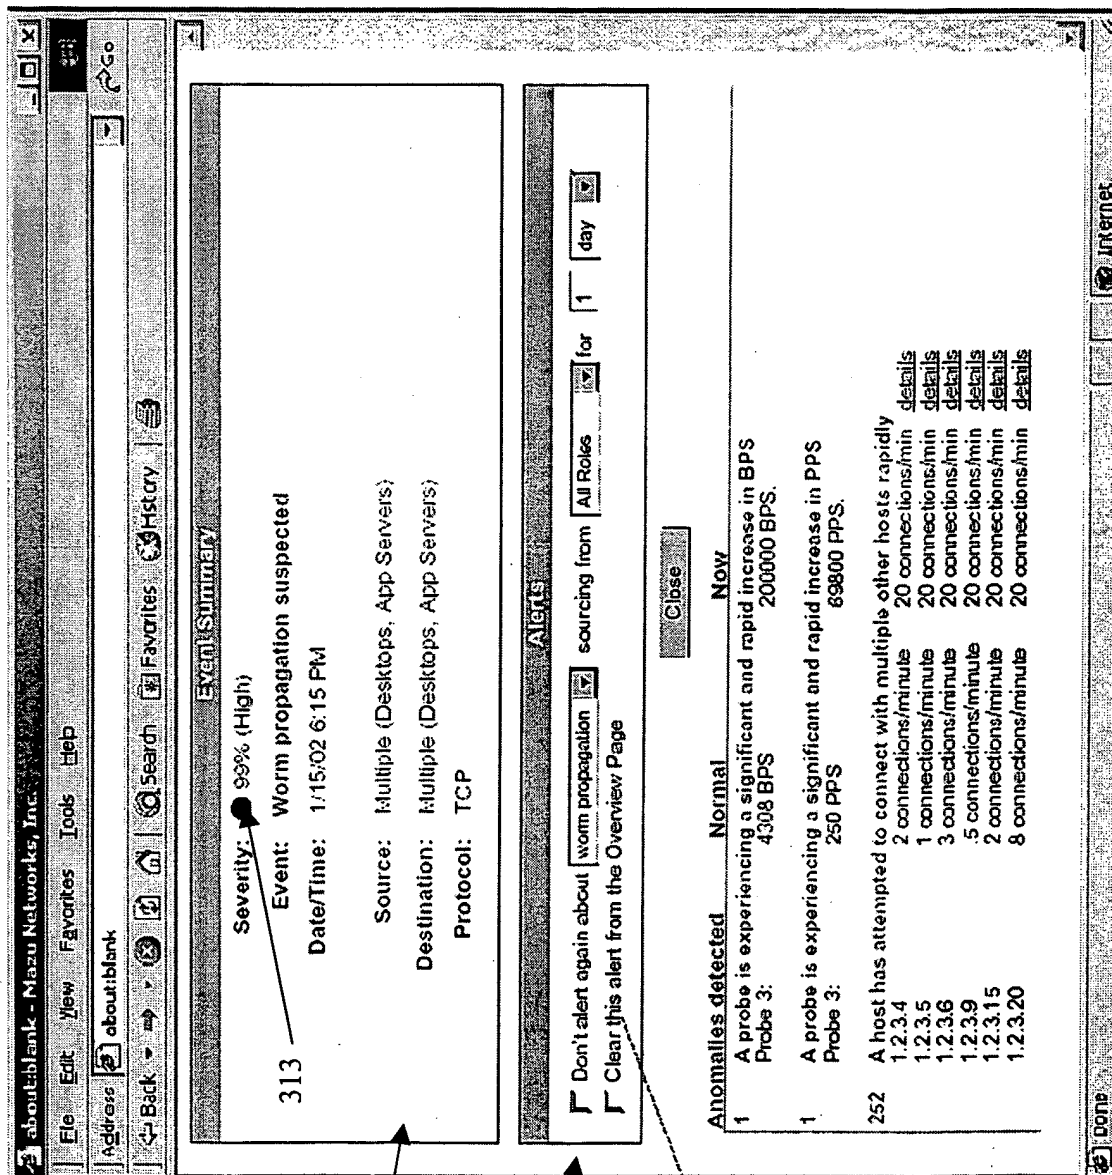 about:blank - Mazu Networks, Inc.
File Edit View Favorites Tools Help
Address about:blank Go
Back Search Favorites History
Event Summary
Severity: 99% (High)
313
Event: Worm propagation suspected
Date/Time: 1/15/02 6:15 PM
Source: Multiple (Desktops, App Servers)
Destination: Multiple (Desktops, App Servers)
Protocol: TCP
Alerts
Don't alert again about worm propagation sourcing from All Roles for 1 day
Clear this alert from the Overview Page
Close
Anomalies detected Normal Now
1 A probe is experiencing a significant and rapid increase in BPS
Probe 3: 4308 BPS 200000 BPS.
1 A probe is experiencing a significant and rapid increase in PPS
Probe 3: 250 PPS 69800 PPS.
252 A host has attempted to connect with multiple other hosts rapidly
1.2.3.4 2 connections/minute 20 connections/min details
1.2.3.5 1 connections/minute 20 connections/min details
1.2.3.6 3 connections/minute 20 connections/min details
1.2.3.9 .5 connections/minute 20 connections/min details
1.2.3.15 2 connections/minute 20 connections/min details
1.2.3.20 8 connections/minute 20 connections/min details
Done Internet